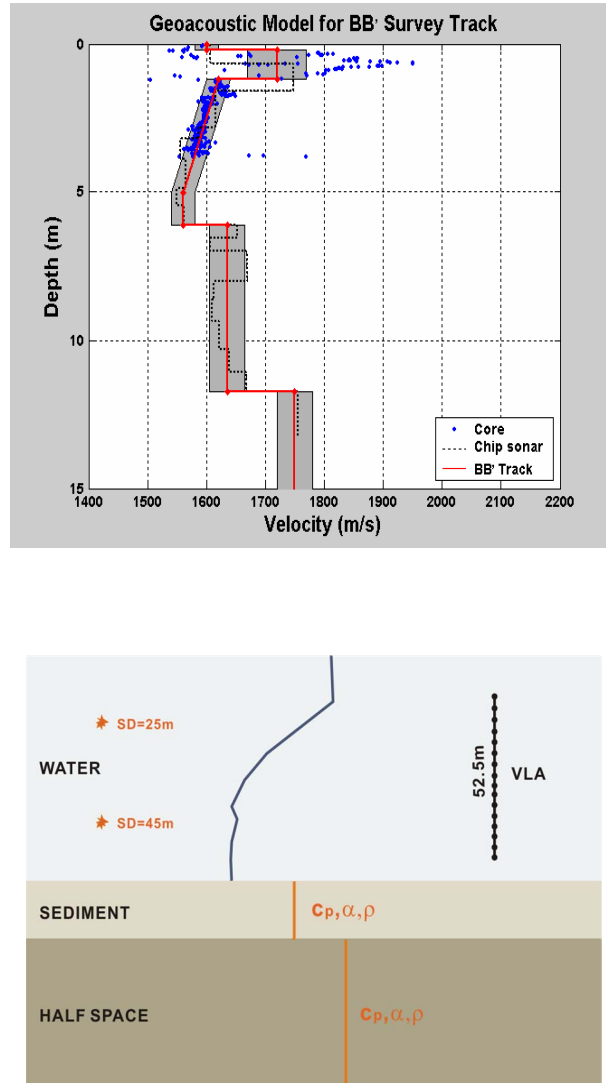 Geoacoustic Model for BB' Survey Track
0
5
10
15
Depth (m)
Core
Chip sonar
BB' Track
1400 1500 1600 1700 1800 1900 2000 2100 2200
Velocity (m/s)
SD=25m
WATER
52.5m
VLA
SD=45m
SEDIMENT
Cp,α,ρ
HALF SPACE
Cp,α,ρ